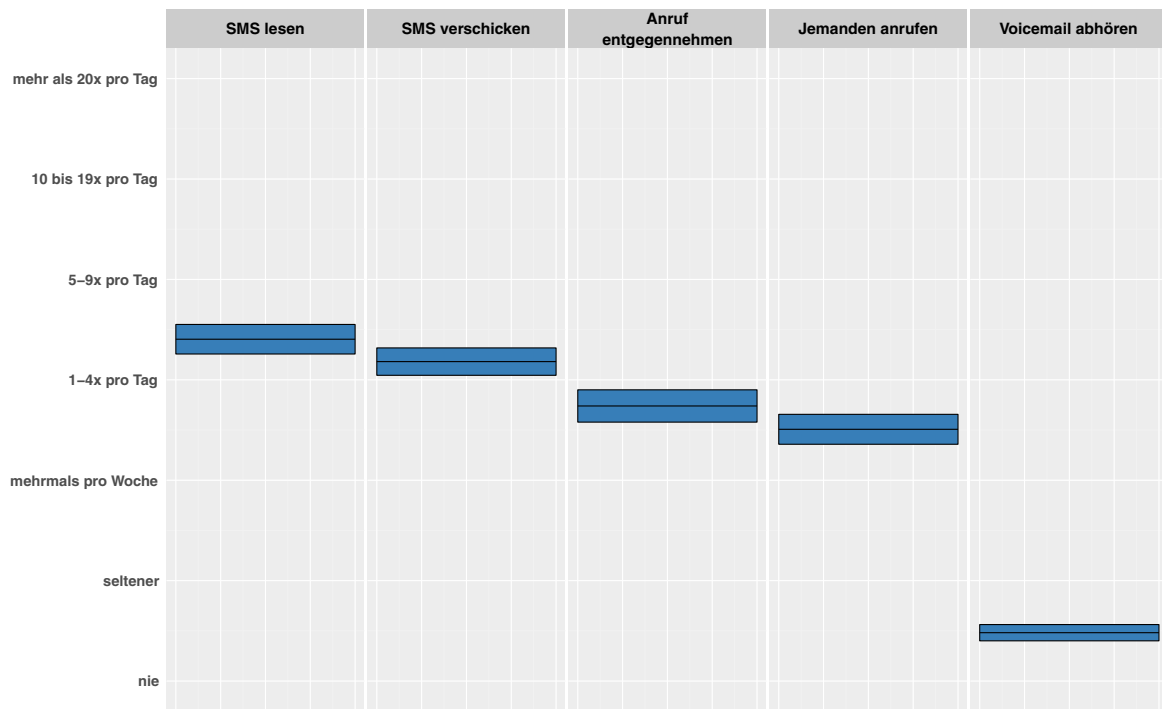 SMS lesen
SMS verschicken
Anruf
entgegennehmen
Jemanden anrufen
Voicemail abhören
mehr als 20x pro Tag
10 bis 19x pro Tag
5−9x pro Tag
1−4x pro Tag
mehrmals pro Woche
seltener
nie